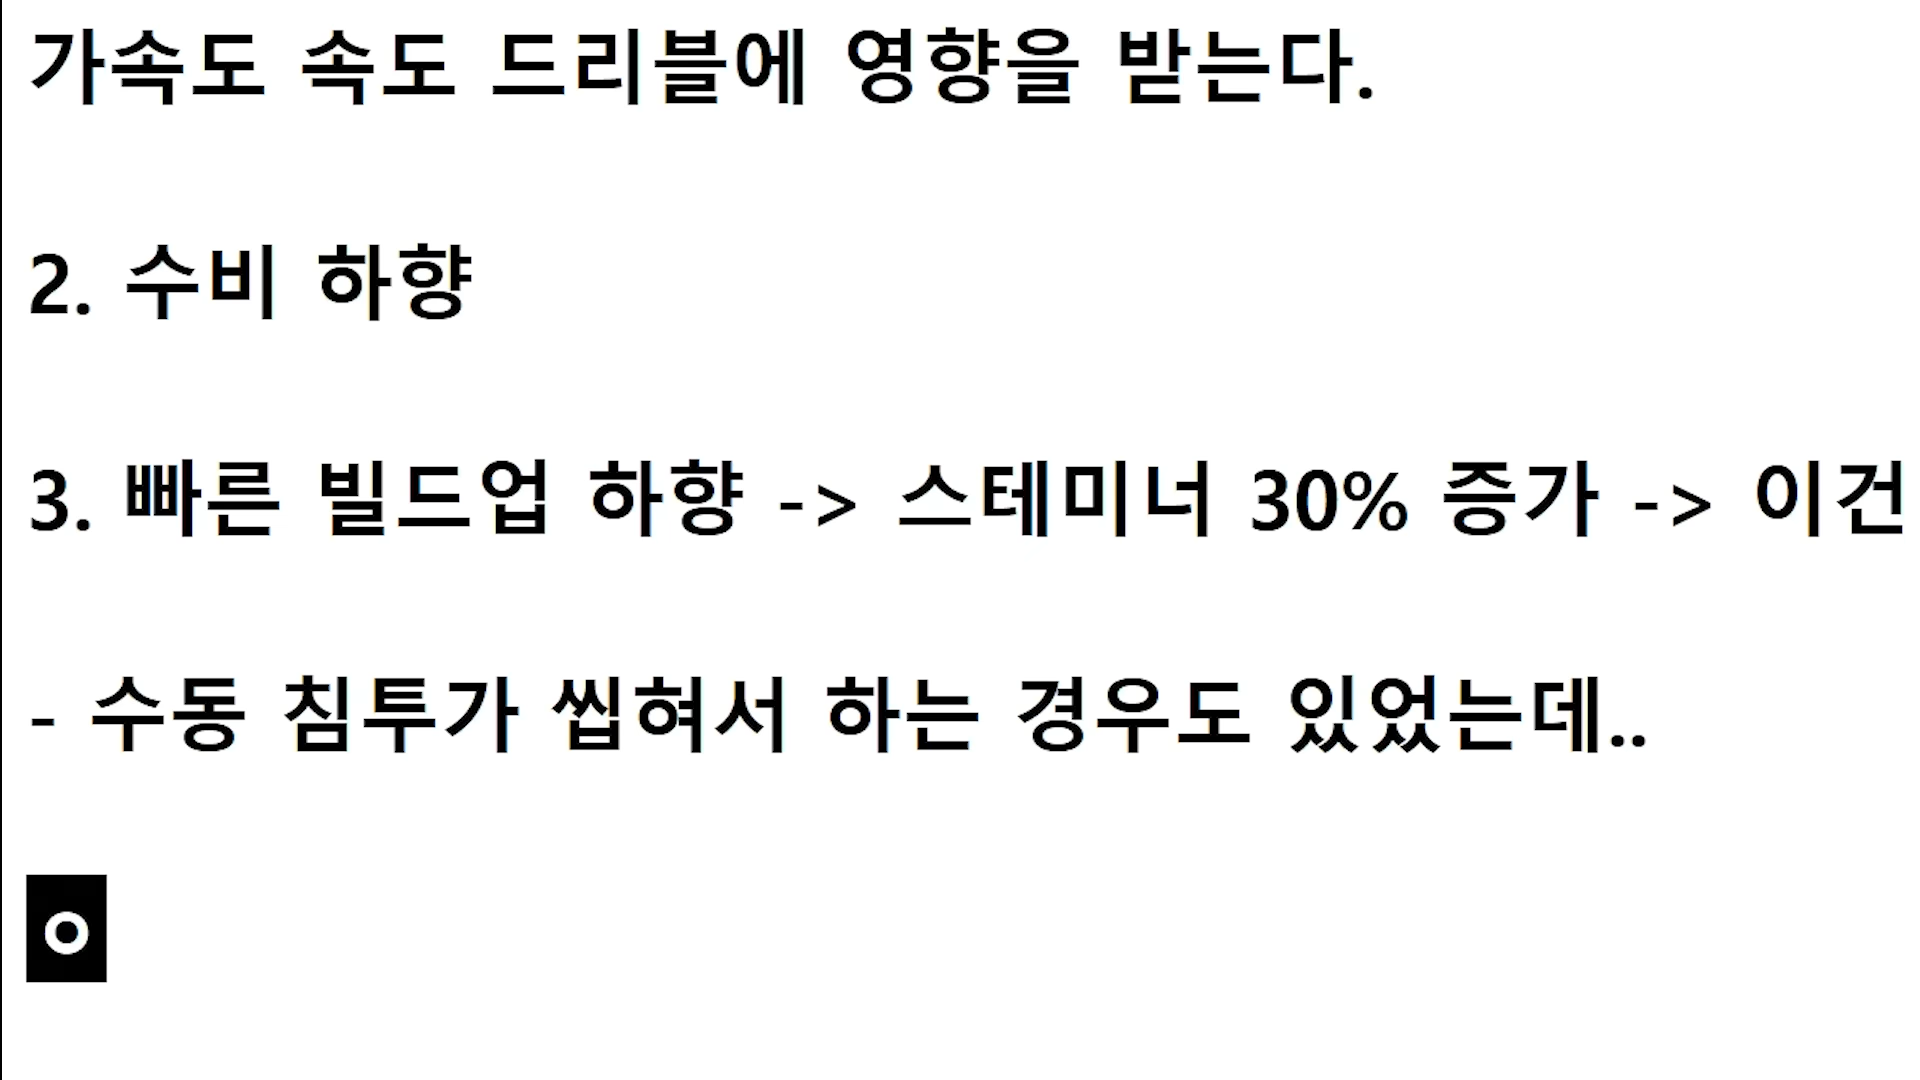 가속도 속도 드리블에 영향을 받는다.
2. 수비 하향
3. 빠른 빌드업 하향 -> 스테미너 30% 증가 -> 이건
- 수동 침투가 씹혀서 하는 경우도 있었는데..
ㅇ